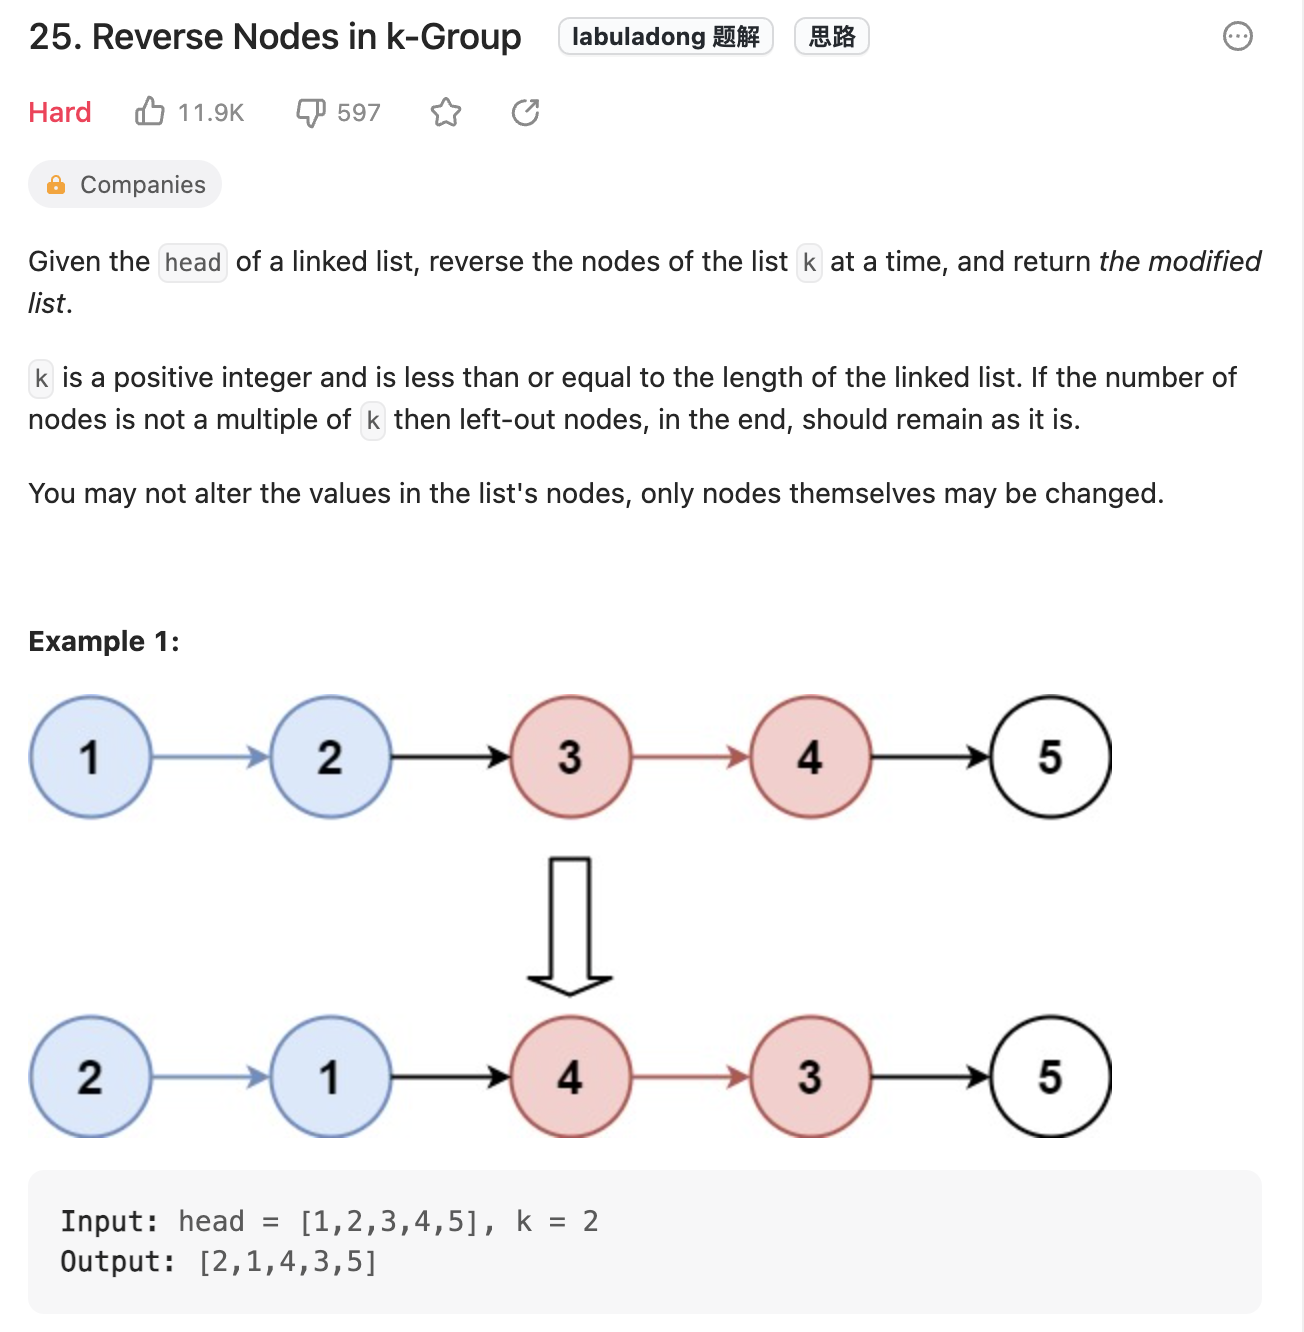 25. Reverse Nodes in k-Group labuladong 题解 思路
Hard 11.9K 597
Companies
Given the head of a linked list, reverse the nodes of the list k at a time, and return the modified
list.
k is a positive integer and is less than or equal to the length of the linked list. If the number of
nodes is not a multiple of k then left-out nodes, in the end, should remain as it is.
You may not alter the values in the list's nodes, only nodes themselves may be changed.
Example 1:
1 2 3 4 5
2 1 4 3 5
Input: head = [1,2,3,4,5], k = 2
Output: [2,1,4,3,5]